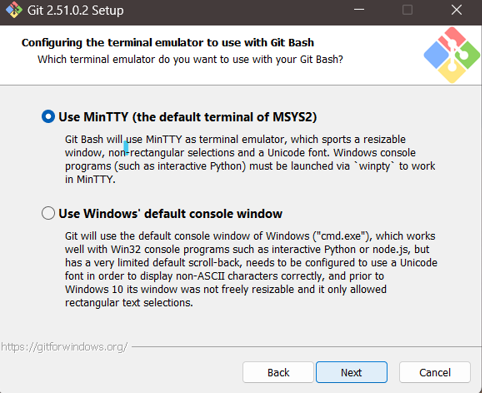 Git 2.51.0.2 Setup
Configuring the terminal emulator to use with Git Bash
Which terminal emulator do you want to use with your Git Bash?
Use MinTTY (the default terminal of MSYS2)
Git Bash will use MinTTY as terminal emulator, which sports a resizable
window, non-rectangular selections and a Unicode font. Windows console
programs (such as interactive Python) must be launched via `winpty` to work
in MinTTY.
Use Windows' default console window
Git will use the default console window of Windows ("cmd.exe"), which works
well with Win32 console programs such as interactive Python or node.js, but
has a very limited default scroll-back, needs to be configured to use a Unicode
font in order to display non-ASCII characters correctly, and prior to
Windows 10 its window was not freely resizable and it only allowed
rectangular text selections.
https://gitforwindows.org/
Back
Next
Cancel